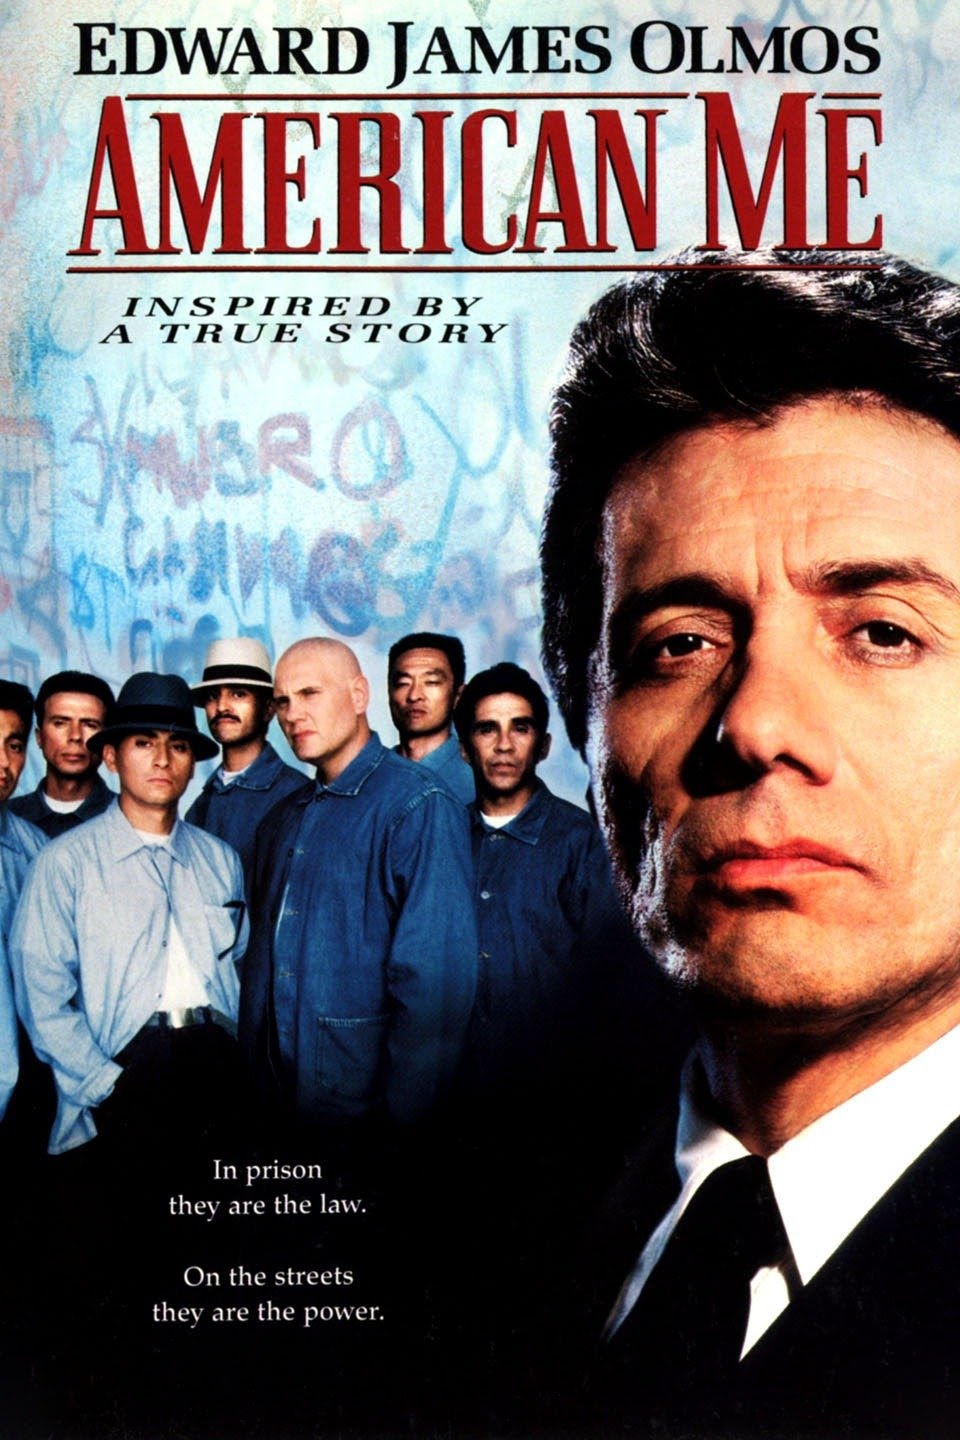 EDWARD JAMES OLMOS
AMERICAN ME
INSPIRED BY
A TRUE STORY
In prison
they are the law.
On the streets
they are the power.